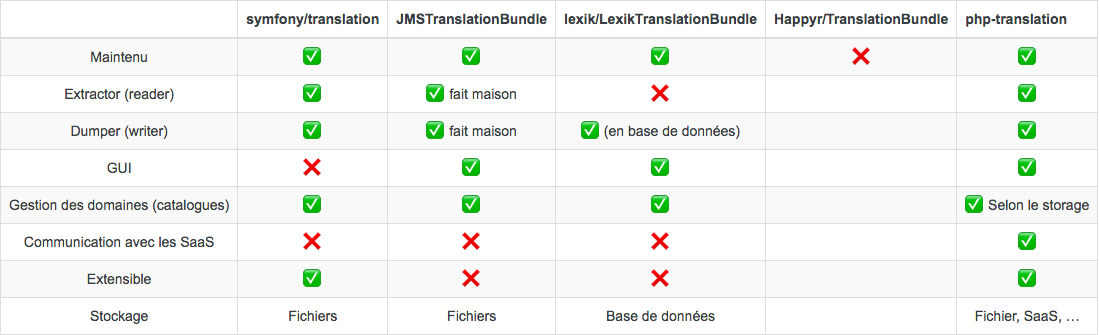 symfony/translation JMSTranslationBundle lexik/LexikTranslationBundle Happyr/TranslationBundle php-translation
Maintenu ✅ ✅ ✅ ❌ ✅
Extractor (reader) ✅ ✅ fait maison ❌ ✅
Dumper (writer) ✅ ✅ fait maison ✅ (en base de données) ✅
GUI ❌ ✅ ✅ ✅
Gestion des domaines (catalogues) ✅ ✅ ✅ ✅ Selon le storage
Communication avec les SaaS ❌ ❌ ❌ ✅
Extensible ✅ ❌ ❌ ✅
Stockage Fichiers Fichiers Base de données Fichier, SaaS, …